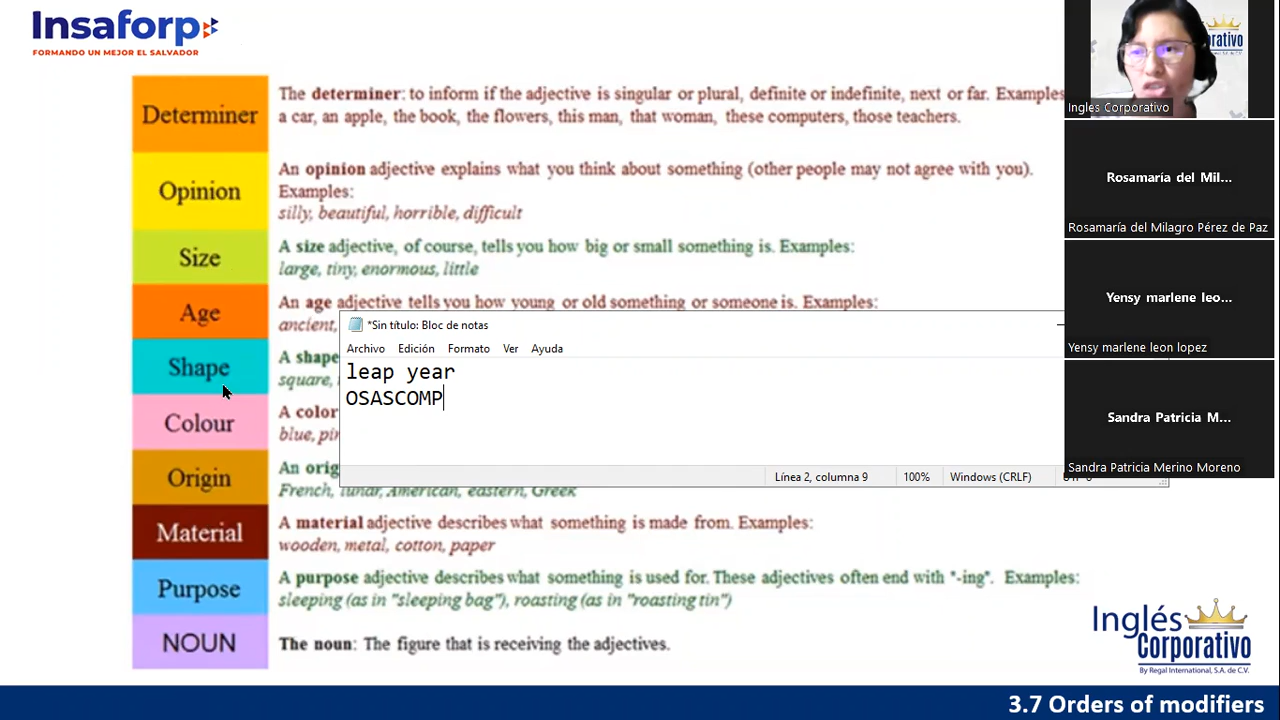 Insaforp
FORMANDO UN MEJOR EL SALVADOR
Determiner
The determiner: to inform if the adjective is singular or plural, definite or indefinite, next or far. Examples
a car, an apple, the book, the flowers, this man, that woman, these computers, those teachers.
Opinion
An opinion adjective explains what you think about something (other people may not agree with you).
Examples:
silly, beautiful, horrible, difficult
Size
A size adjective, of course, tells you how big or small something is. Examples:
large, tiny, enormous, little
Age
An age adjective tells you how young or old something or someone is. Examples:
ancient,
Shape
A shape
square,
Colour
A color
blue,
Origin
An
French, lunar, American, eastern, Greek
Material
A material adjective describes what something is made from. Examples:
wooden, metal, cotton, paper
Purpose
A purpose adjective describes what something is used for. These adjectives often end with "-ing". Examples:
sleeping (as in "sleeping bag"), roasting (as in "roasting tin")
NOUN
The noun: The figure that is receiving the adjectives.
*Sin título: Bloc de notas
Archivo Edición Formato Ver Ayuda
leap year
OSASCOMP
Línea 2, columna 9 100% Windows (CRLF)
Ingles Corporativo
Rosamaría del Mil...
Rosamaría del Milagro Pérez de Paz
Yensy marlene leo...
Yensy marlene leon lopez
Sandra Patricia M...
Sandra Patricia Merino Moreno
Inglés
Corporativo
By Regal International, S.A. de C.V.
3.7 Orders of modifiers